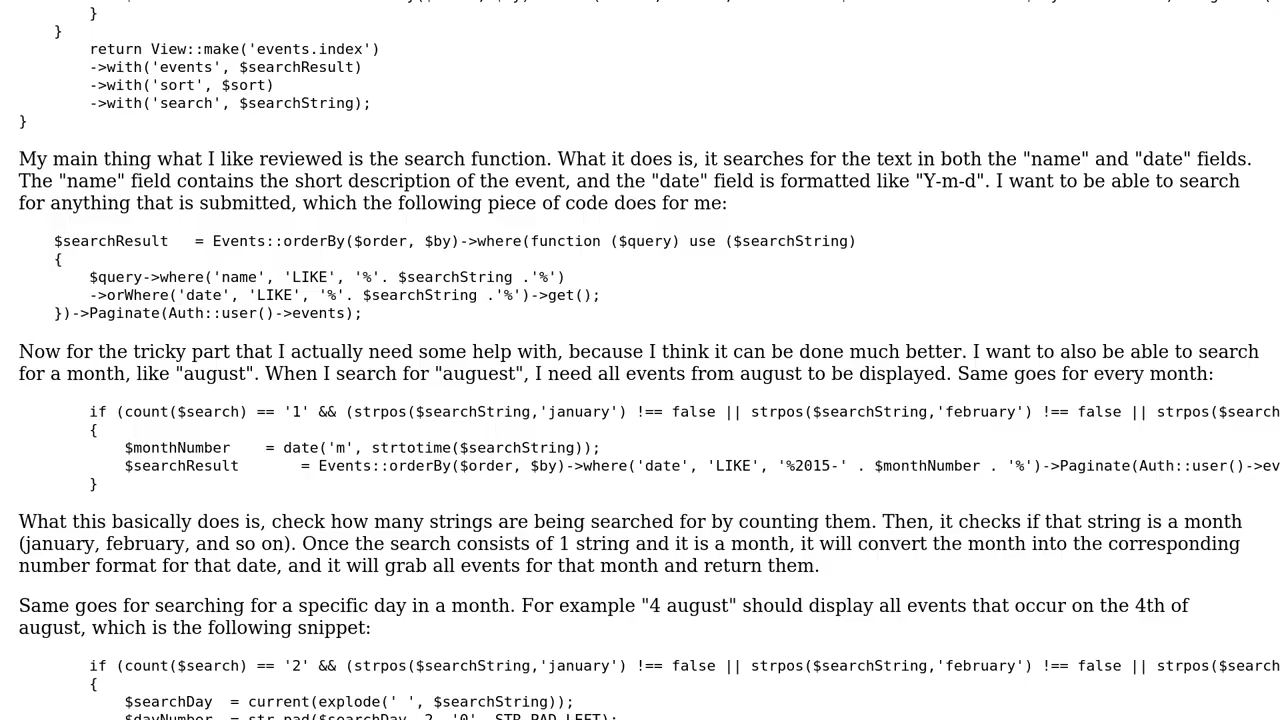 }
}
return View::make('events.index')
->with('events', $searchResult)
->with('sort', $sort)
->with('search', $searchString);
}
My main thing what I like reviewed is the search function. What it does is, it searches for the text in both the "name" and "date" fields.
The "name" field contains the short description of the event, and the "date" field is formatted like "Y-m-d". I want to be able to search
for anything that is submitted, which the following piece of code does for me:
$searchResult   = Events::orderBy($order, $by)->where(function ($query) use ($searchString)
{
$query->where('name', 'LIKE', '%'. $searchString .'%')
->orWhere('date', 'LIKE', '%'. $searchString .'%')->get();
})->Paginate(Auth::user()->events);
Now for the tricky part that I actually need some help with, because I think it can be done much better. I want to also be able to search
for a month, like "august". When I search for "auguest", I need all events from august to be displayed. Same goes for every month:
if (count($search) == '1' && (strpos($searchString,'january') !== false || strpos($searchString,'february') !== false || strpos($search
{
$monthNumber    = date('m', strtotime($searchString));
$searchResult       = Events::orderBy($order, $by)->where('date', 'LIKE', '%2015-' . $monthNumber . '%')->Paginate(Auth::user()->ev
}
What this basically does is, check how many strings are being searched for by counting them. Then, it checks if that string is a month
(january, february, and so on). Once the search consists of 1 string and it is a month, it will convert the month into the corresponding
number format for that date, and it will grab all events for that month and return them.
Same goes for searching for a specific day in a month. For example "4 august" should display all events that occur on the 4th of
august, which is the following snippet:
if (count($search) == '2' && (strpos($searchString,'january') !== false || strpos($searchString,'february') !== false || strpos($search
{
$searchDay  = current(explode(' ', $searchString));
$dayNumber  = str_pad($searchDay, 2, '0', STR_PAD_LEFT);